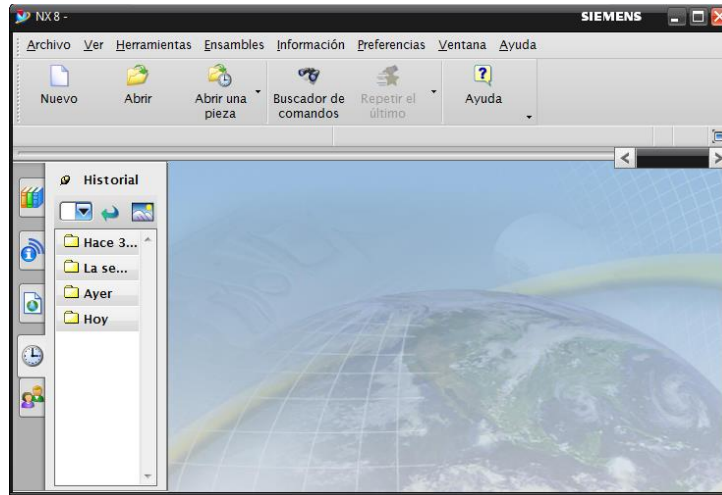 NX 8 -
SIEMENS
Archivo Ver Herramientas Ensambles Información Preferencias Ventana Ayuda
Nuevo Abrir Abrir una pieza Buscador de comandos Repetir el último Ayuda
Historial
Hace 3...
La se...
Ayer
Hoy